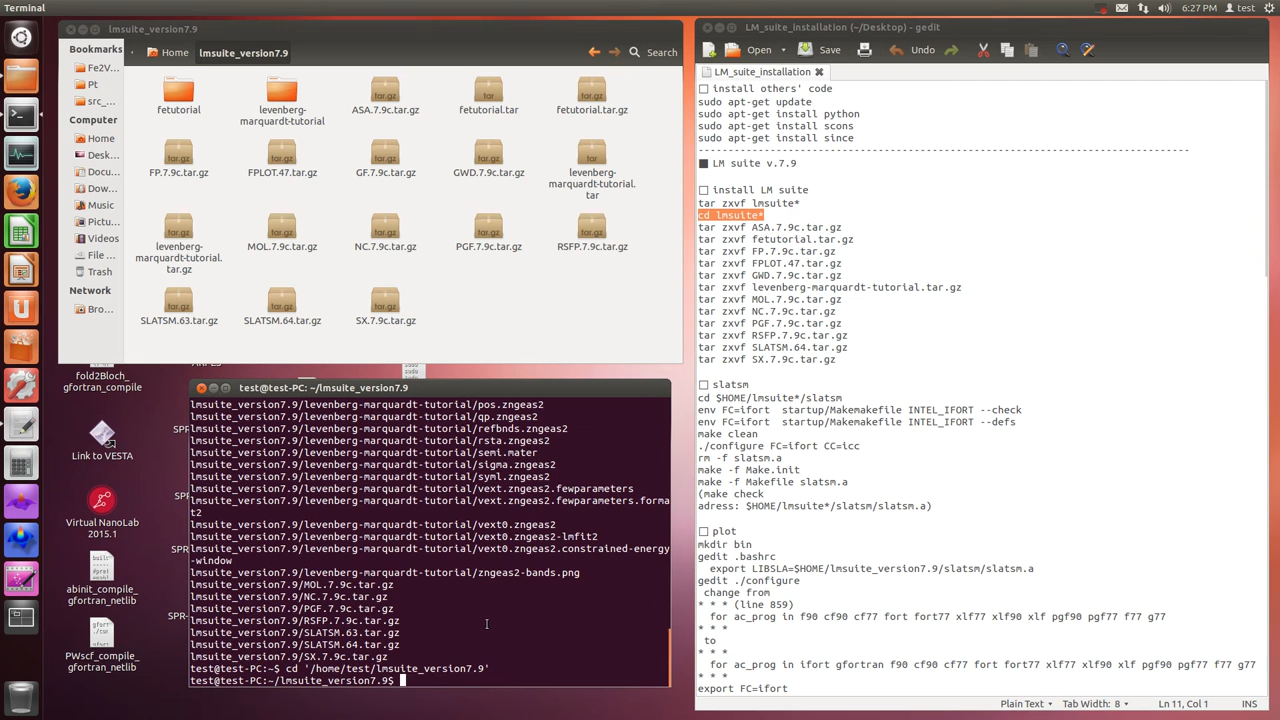 Terminal
6:27 PM
test
lmsuite_version7.9
Bookmarks
Fe2V...
Pt
src_...
Computer
Home
Desk...
Docu...
Dow...
Music
Pictu...
Videos
File ...
Trash
Network
Bro...
Home
lmsuite_version7.9
Search
fetutorial
levenberg-
marquardt-tutorial
ASA.7.9c.tar.gz
fetutorial.tar
fetutorial.tar.gz
FP.7.9c.tar.gz
FPLOT.47.tar.gz
GF.7.9c.tar.gz
GWD.7.9c.tar.gz
levenberg-
marquardt-tutorial.
tar
levenberg-
marquardt-tutorial.
tar.gz
MOL.7.9c.tar.gz
NC.7.9c.tar.gz
PGF.7.9c.tar.gz
RSFP.7.9c.tar.gz
SLATSM.63.tar.gz
SLATSM.64.tar.gz
SX.7.9c.tar.gz
fold2Bloch_
gfortran_compile
Link to VESTA
Virtual NanoLab
2015.1
abinit_compile_
gfortran_netlib
PWscf_compile_
gfortran_netlib
SPR-
SPR-
SPR-
SPR-
test@test-PC: ~/lmsuite_version7.9
lmsuite_version7.9/levenberg-marquardt-tutorial/pos.zngeas2
lmsuite_version7.9/levenberg-marquardt-tutorial/qp.zngeas2
lmsuite_version7.9/levenberg-marquardt-tutorial/refbnds.zngeas2
lmsuite_version7.9/levenberg-marquardt-tutorial/rsta.zngeas2
lmsuite_version7.9/levenberg-marquardt-tutorial/semi.mater
lmsuite_version7.9/levenberg-marquardt-tutorial/sigma.zngeas2
lmsuite_version7.9/levenberg-marquardt-tutorial/syml.zngeas2
lmsuite_version7.9/levenberg-marquardt-tutorial/vext.zngeas2.fewparameters
lmsuite_version7.9/levenberg-marquardt-tutorial/vext.zngeas2.fewparameters.forma
t2
lmsuite_version7.9/levenberg-marquardt-tutorial/vext0.zngeas2
lmsuite_version7.9/levenberg-marquardt-tutorial/vext0.zngeas2-lmfit2
lmsuite_version7.9/levenberg-marquardt-tutorial/vext0.zngeas2.constrained-energy
-window
lmsuite_version7.9/levenberg-marquardt-tutorial/zngeas2-bands.png
lmsuite_version7.9/MOL.7.9c.tar.gz
lmsuite_version7.9/NC.7.9c.tar.gz
lmsuite_version7.9/PGF.7.9c.tar.gz
lmsuite_version7.9/RSFP.7.9c.tar.gz
lmsuite_version7.9/SLATSM.63.tar.gz
lmsuite_version7.9/SLATSM.64.tar.gz
lmsuite_version7.9/SX.7.9c.tar.gz
test@test-PC:~$ cd '/home/test/lmsuite_version7.9'
test@test-PC:~/lmsuite_version7.9$
LM_suite_installation (~/Desktop) - gedit
Open
Save
Undo
LM_suite_installation
□ install others' code
sudo apt-get update
sudo apt-get install python
sudo apt-get install scons
sudo apt-get install since
--------------------------------------------------------------------------------
■ LM suite v.7.9
□ install LM suite
tar zxvf lmsuite*
cd lmsuite*
tar zxvf ASA.7.9c.tar.gz
tar zxvf fetutorial.tar.gz
tar zxvf FP.7.9c.tar.gz
tar zxvf FPLOT.47.tar.gz
tar zxvf GWD.7.9c.tar.gz
tar zxvf levenberg-marquardt-tutorial.tar.gz
tar zxvf MOL.7.9c.tar.gz
tar zxvf NC.7.9c.tar.gz
tar zxvf PGF.7.9c.tar.gz
tar zxvf RSFP.7.9c.tar.gz
tar zxvf SLATSM.64.tar.gz
tar zxvf SX.7.9c.tar.gz
□ slatsm
cd $HOME/lmsuite*/slatsm
env FC=ifort  startup/Makemakefile INTEL_IFORT --check
env FC=ifort  startup/Makemakefile INTEL_IFORT --defs
make clean
./configure FC=ifort CC=icc
rm -f slatsm.a
make -f Make.init
make -f Makefile slatsm.a
(make check
adress: $HOME/lmsuite*/slatsm/slatsm.a)
□ plot
mkdir bin
gedit .bashrc
export LIBSLA=$HOME/lmsuite_version7.9/slatsm/slatsm.a
gedit ./configure
change from
* * * (line 859)
for ac_prog in f90 cf90 cf77 fort fort77 xlf77 xlf90 xlf pgf90 pgf77 f77 g77
* * *
to
* * *
for ac_prog in ifort gfortran f90 cf90 cf77 fort fort77 xlf77 xlf90 xlf pgf90 pgf77 f77 g77
* * *
export FC=ifort
Plain Text
Tab Width: 8
Ln 11, Col 1
INS